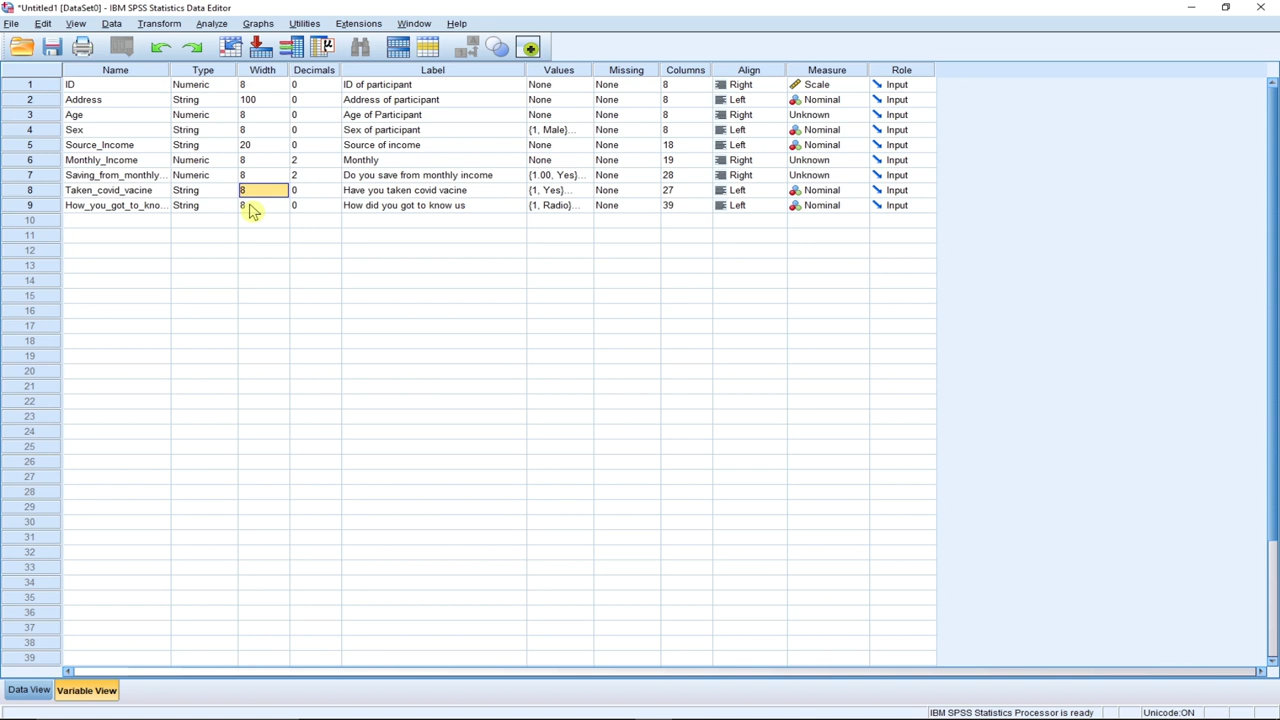 *Untitled1 [DataSet0] - IBM SPSS Statistics Data Editor
File Edit View Data Transform Analyze Graphs Utilities Extensions Window Help
Name Type Width Decimals Label Values Missing Columns Align Measure Role
1 ID Numeric 8 0 ID of participant None None 8 Right Scale Input
2 Address String 100 0 Address of participant None None 8 Left Nominal Input
3 Age Numeric 8 0 Age of Participant None None 8 Right Unknown Input
4 Sex String 8 0 Sex of participant {1, Male}... None 8 Left Nominal Input
5 Source_Income String 20 0 Source of income None None 18 Left Nominal Input
6 Monthly_Income Numeric 8 2 Monthly None None 19 Right Unknown Input
7 Saving_from_monthly... Numeric 8 2 Do you save from monthly income {1.00, Yes}... None 28 Right Unknown Input
8 Taken_covid_vacine String 8 0 Have you taken covid vacine {1, Yes}... None 27 Left Nominal Input
9 How_you_got_to_kno... String 8 0 How did you got to know us {1, Radio}... None 39 Left Nominal Input
10
11
12
13
14
15
16
17
18
19
20
21
22
23
24
25
26
27
28
29
30
31
32
33
34
35
36
37
38
39
Data View Variable View
IBM SPSS Statistics Processor is ready Unicode:ON